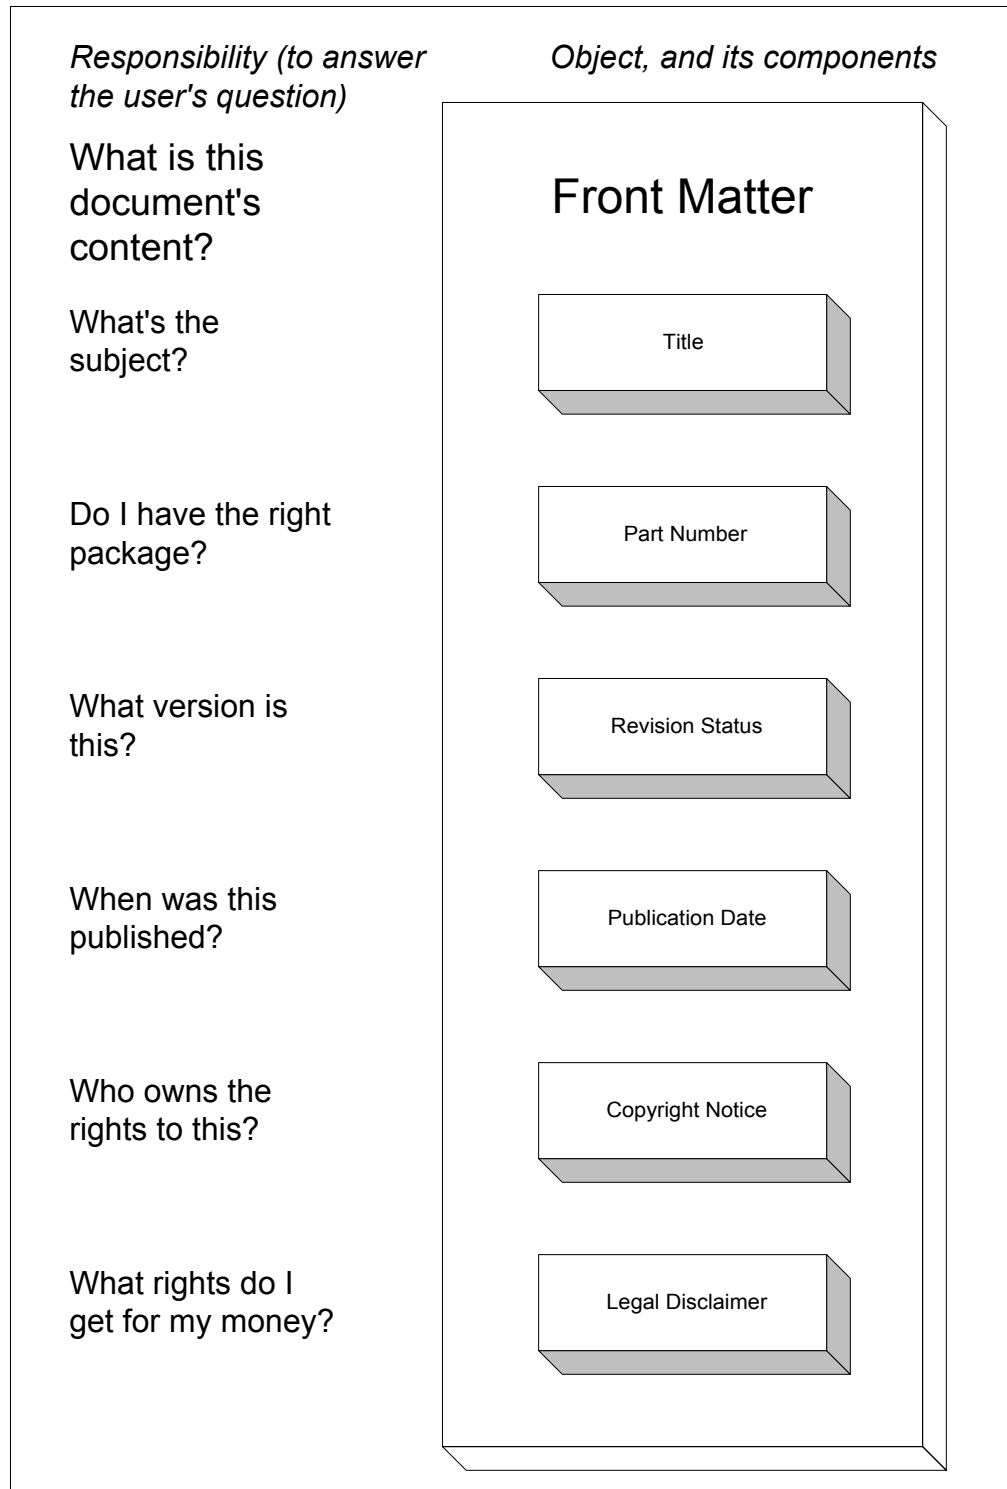 Responsibility (to answer
the user's question)
Object, and its components
What is this
document's
content?
Front Matter
What's the
subject?
Title
Do I have the right
package?
Part Number
What version is
this?
Revision Status
When was this
published?
Publication Date
Who owns the
rights to this?
Copyright Notice
What rights do I
get for my money?
Legal Disclaimer